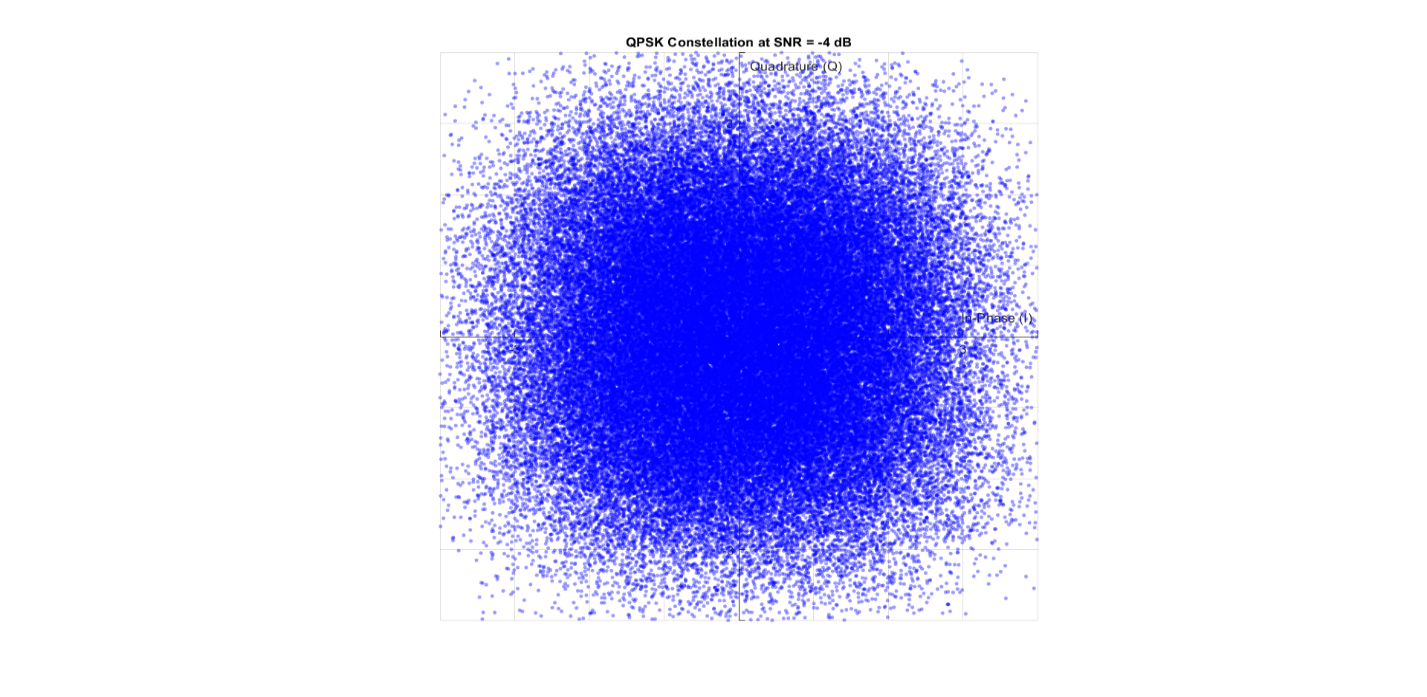 QPSK Constellation at SNR = -4 dB
Quadrature (Q)
In-Phase (I)